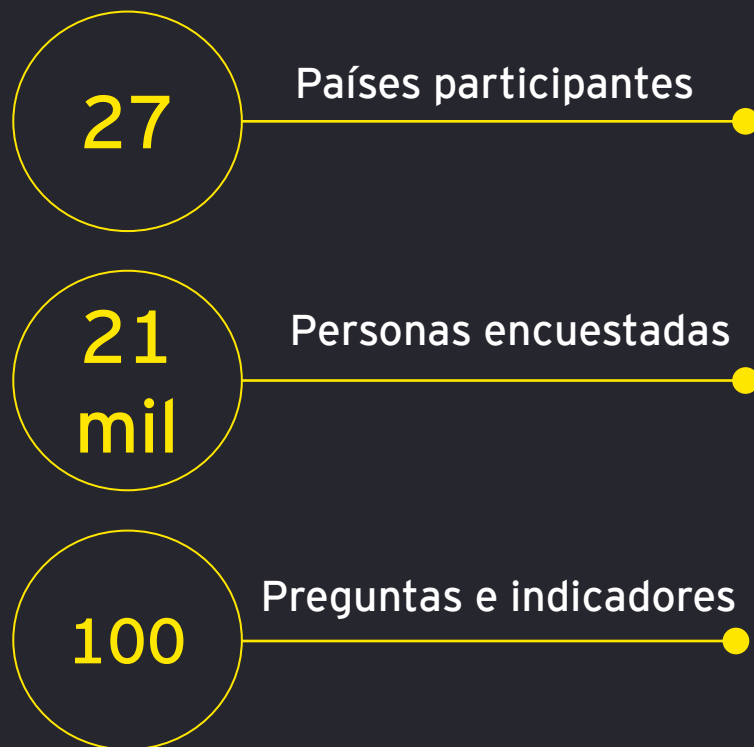 27
Países participantes
21
mil
Personas encuestadas
100
Preguntas e indicadores